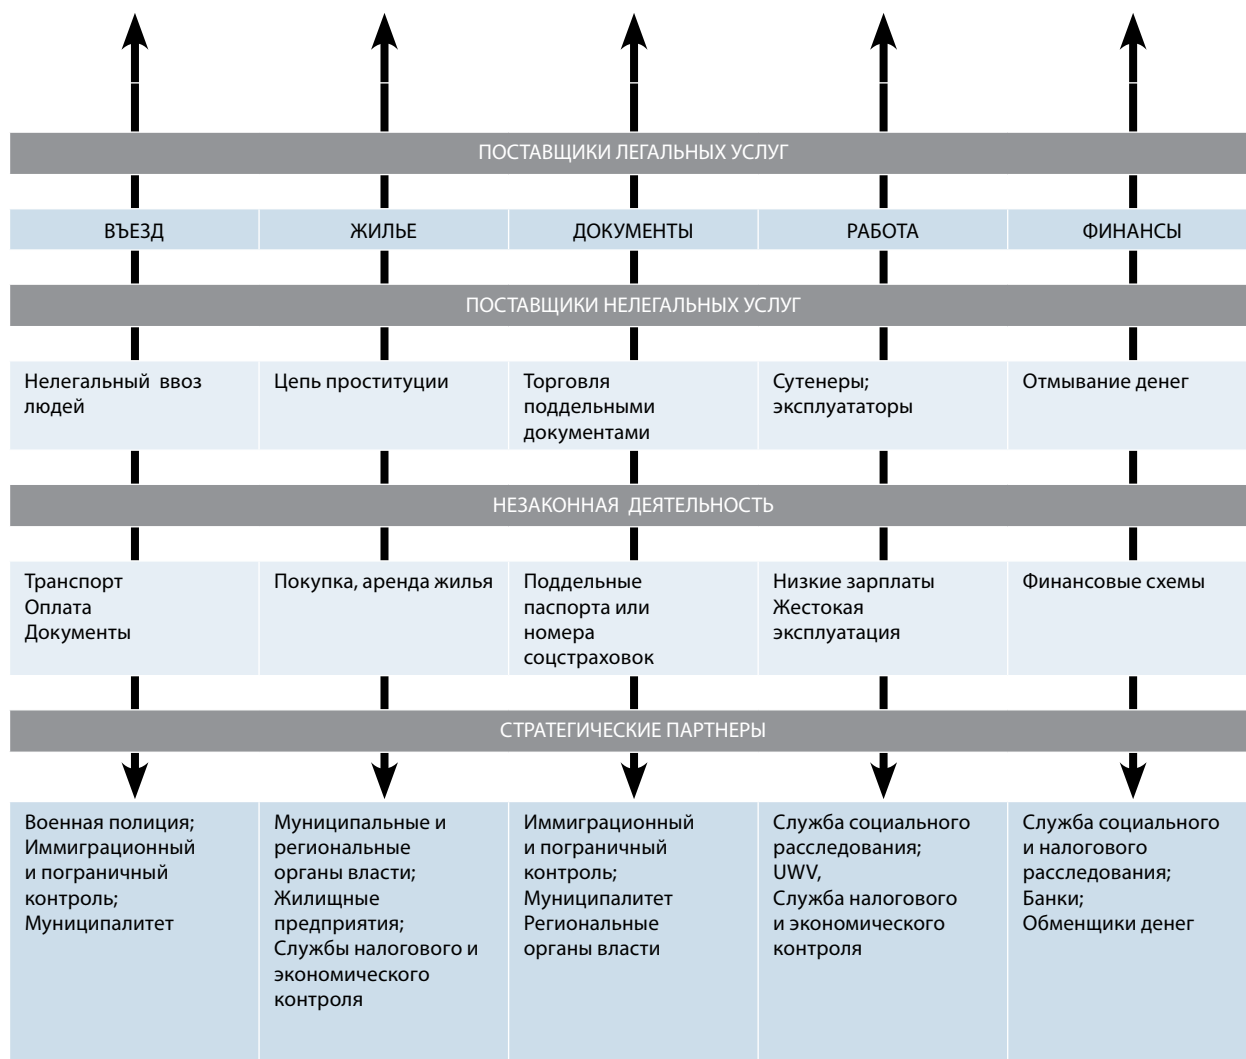 ПОСТАВЩИКИ ЛЕГАЛЬНЫХ УСЛУГ
ВЪЕЗД
ЖИЛЬЕ
ДОКУМЕНТЫ
РАБОТА
ФИНАНСЫ
ПОСТАВЩИКИ НЕЛЕГАЛЬНЫХ УСЛУГ
Нелегальный ввоз
людей
Цепь проституции
Торговля
поддельными
документами
Сутенеры;
эксплуататоры
Отмывание денег
НЕЗАКОННАЯ ДЕЯТЕЛЬНОСТЬ
Транспорт
Оплата
Документы
Покупка, аренда жилья
Поддельные
паспорта или
номера
соцстраховок
Низкие зарплаты
Жестокая
эксплуатация
Финансовые схемы
СТРАТЕГИЧЕСКИЕ ПАРТНЕРЫ
Военная полиция;
Иммиграционный
и пограничный
контроль;
Муниципалитет
Муниципальные и
региональные
органы власти;
Жилищные
предприятия;
Службы налогового и
экономического
контроля
Иммиграционный
и пограничный
контроль;
Муниципалитет
Региональные
органы власти
Служба социального
расследования;
UWV,
Служба налогового
и экономического
контроля
Служба социального
и налогового
расследования;
Банки;
Обменщики денег